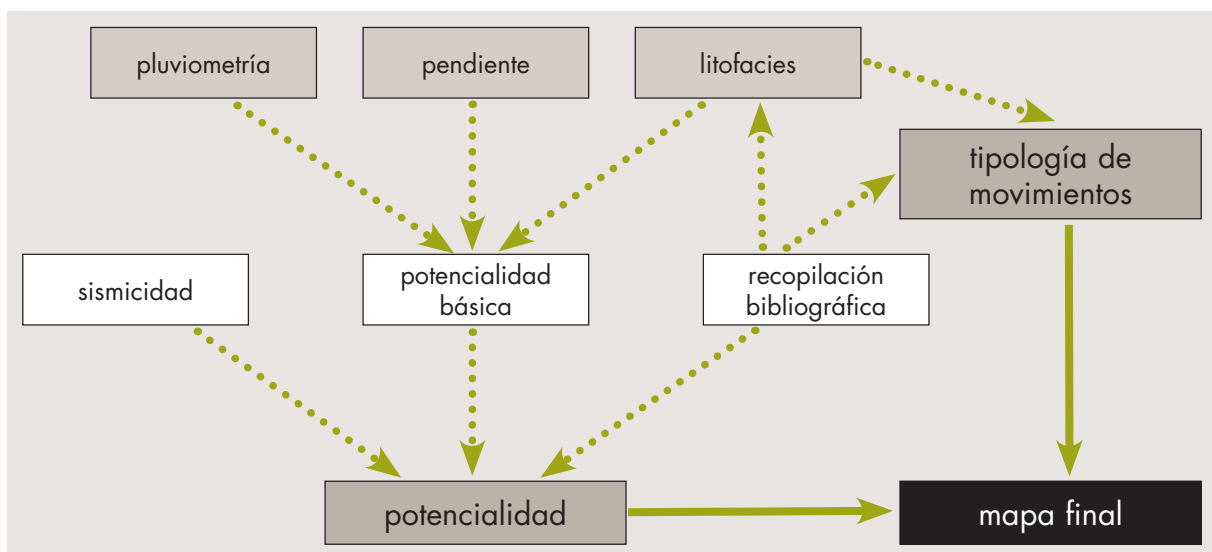 pluviometría
pendiente
litofacies
tipología de
movimientos
sismicidad
potencialidad
básica
recopilación
bibliográfica
potencialidad
mapa final